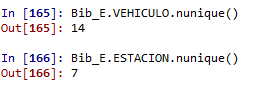 In [165]: Bib_E.VEHICULO.nunique()
Out[165]: 14
In [166]: Bib_E.ESTACION.nunique()
Out[166]: 7